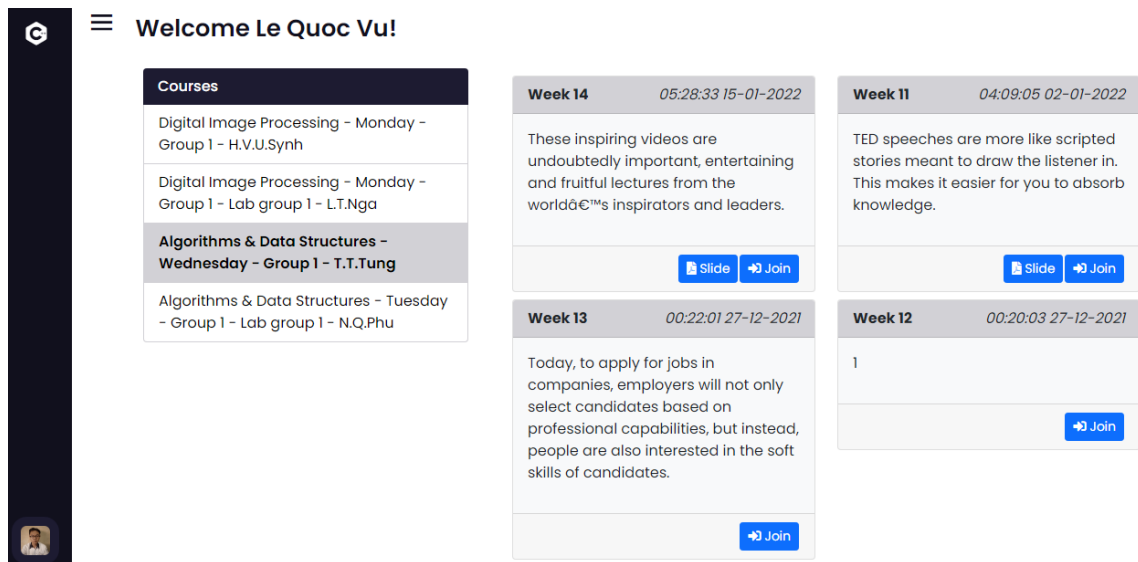 C
Welcome Le Quoc Vu!
Courses
Digital Image Processing - Monday -
Group 1 - H.V.U.Synh
Digital Image Processing - Monday -
Group 1 - Lab group 1 - L.T.Nga
Algorithms & Data Structures -
Wednesday - Group 1 - T.T.Tung
Algorithms & Data Structures - Tuesday
- Group 1 - Lab group 1 - N.Q.Phu
Week 14 05:28:33 15-01-2022
These inspiring videos are
undoubtedly important, entertaining
and fruitful lectures from the
worldâ€™s inspirators and leaders.
Slide Join
Week 11 04:09:05 02-01-2022
TED speeches are more like scripted
stories meant to draw the listener in.
This makes it easier for you to absorb
knowledge.
Slide Join
Week 13 00:22:01 27-12-2021
Today, to apply for jobs in
companies, employers will not only
select candidates based on
professional capabilities, but instead,
people are also interested in the soft
skills of candidates.
Join
Week 12 00:20:03 27-12-2021
1
Join